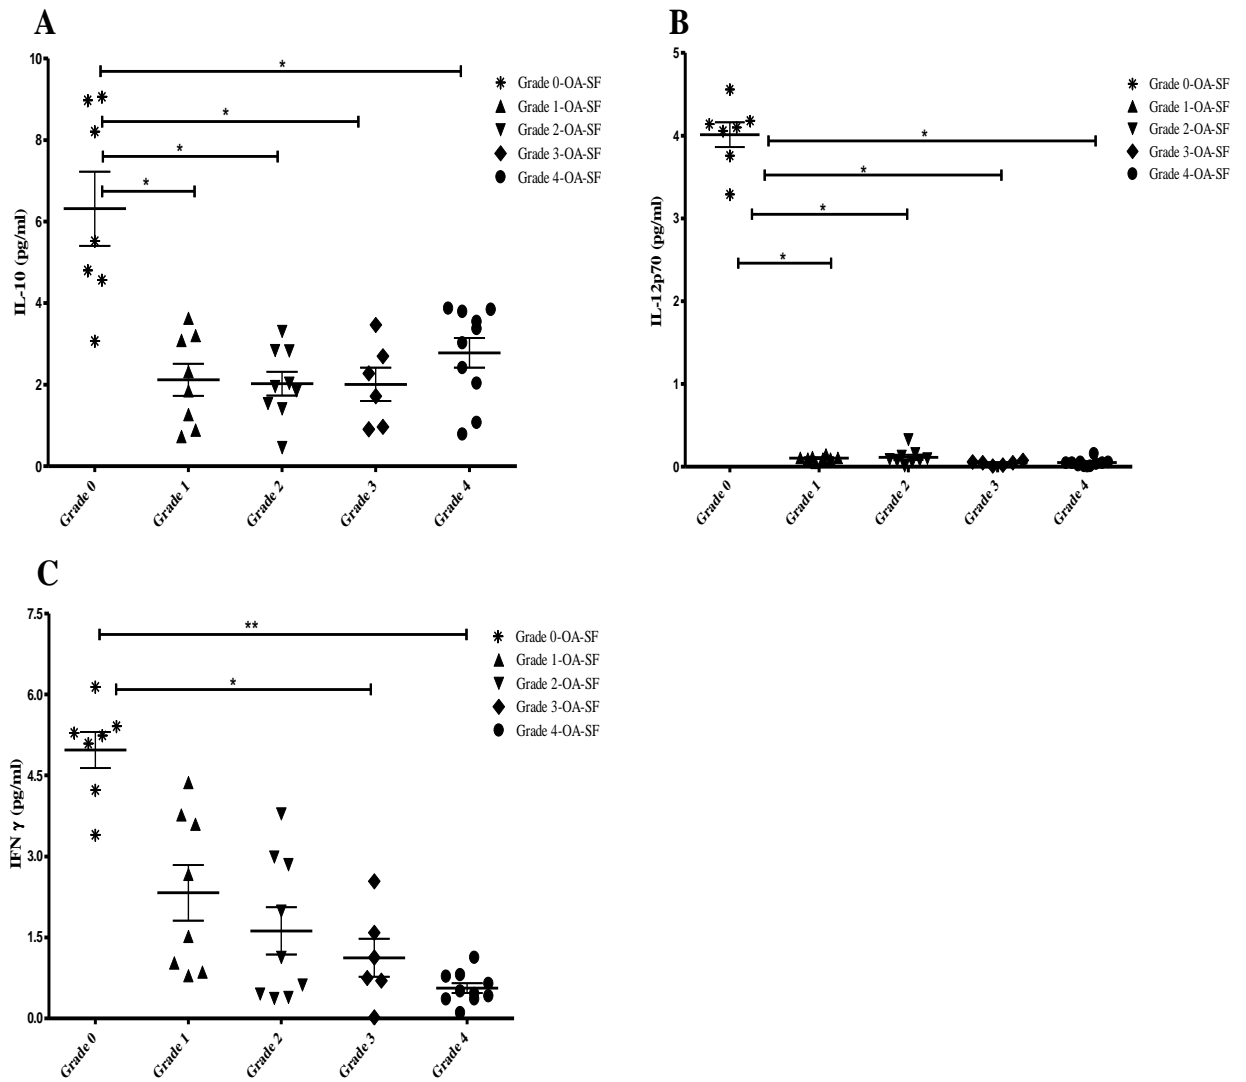 A
IL-10 (pg/ml)
10
8
6
4
2
0
*
*
*
*
Grade 0
Grade 1
Grade 2
Grade 3
Grade 4
Grade 0-OA-SF
Grade 1-OA-SF
Grade 2-OA-SF
Grade 3-OA-SF
Grade 4-OA-SF
B
IL-12p70 (pg/ml)
5
4
3
2
1
0
*
*
*
*
Grade 0
Grade 1
Grade 2
Grade 3
Grade 4
Grade 0-OA-SF
Grade 1-OA-SF
Grade 2-OA-SF
Grade 3-OA-SF
Grade 4-OA-SF
C
IFN γ (pg/ml)
7.5
6.0
4.5
3.0
1.5
0.0
**
*
Grade 0
Grade 1
Grade 2
Grade 3
Grade 4
Grade 0-OA-SF
Grade 1-OA-SF
Grade 2-OA-SF
Grade 3-OA-SF
Grade 4-OA-SF